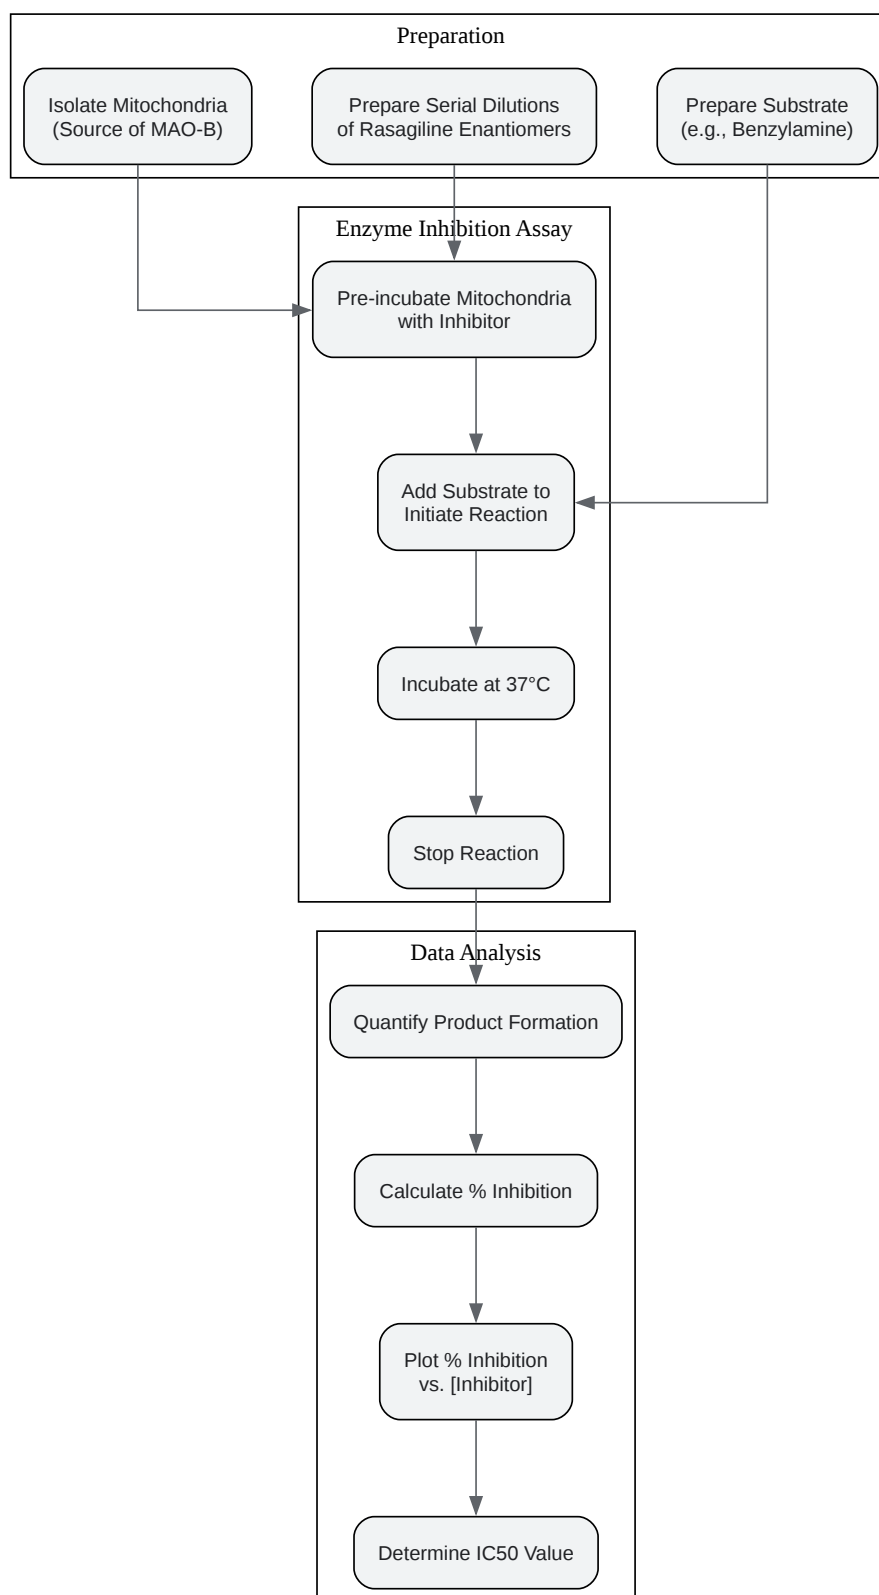 Preparation
Isolate Mitochondria
(Source of MAO-B)
Prepare Serial Dilutions
of Rasagiline Enantiomers
Prepare Substrate
(e.g., Benzylamine)
Enzyme Inhibition Assay
Pre-incubate Mitochondria
with Inhibitor
Add Substrate to
Initiate Reaction
Incubate at 37°C
Stop Reaction
Data Analysis
Quantify Product Formation
Calculate % Inhibition
Plot % Inhibition
vs. [Inhibitor]
Determine IC50 Value